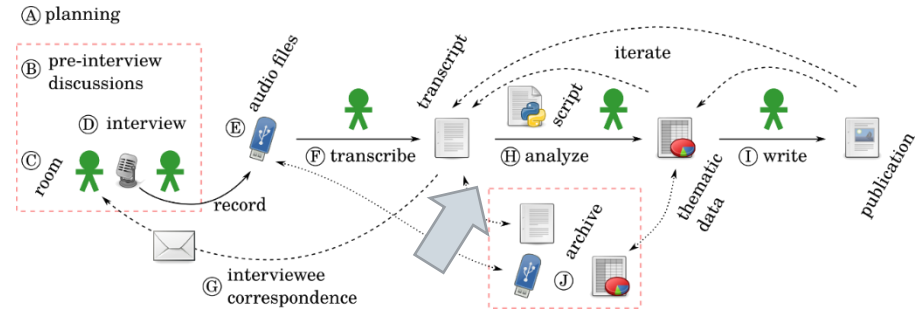 Ⓐ planning
Ⓑ pre-interview
discussions
Ⓓ interview
Ⓒ room
record
Ⓔ audio files
Ⓕ transcribe
Ⓖ interviewee
correspondence
transcript
iterate
script
Ⓗ analyze
thematic
data
Ⓘ write
publication
archive
Ⓙ